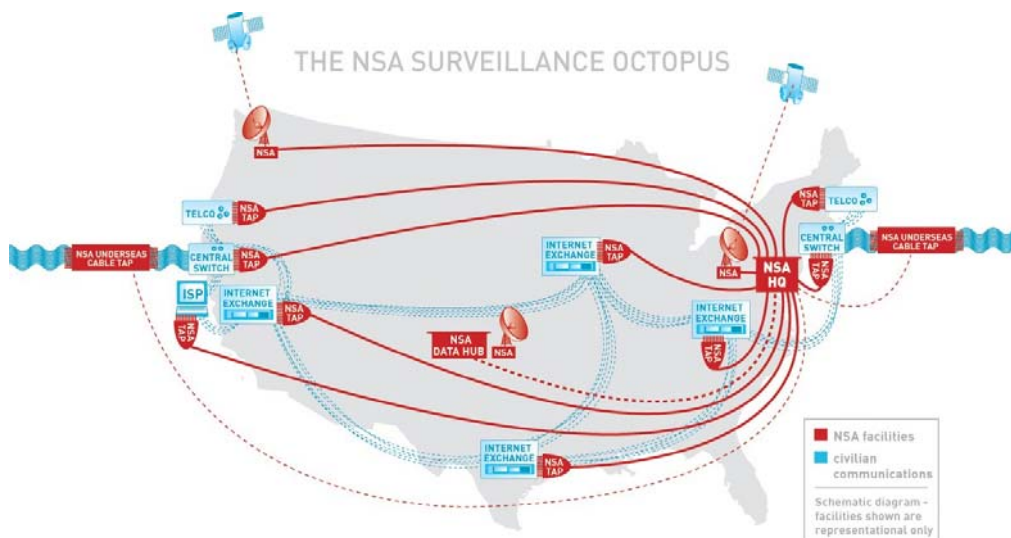 THE NSA SURVEILLANCE OCTOPUS
NSA
TELCO
NSA
TAP
NSA UNDERSEAS
CABLE TAP
CENTRAL
SWITCH
NSA
TAP
ISP
NSA
TAP
INTERNET
EXCHANGE
NSA
TAP
NSA
DATA HUB
NSA
INTERNET
EXCHANGE
NSA
TAP
INTERNET
EXCHANGE
NSA
TAP
INTERNET
EXCHANGE
NSA
TAP
NSA
NSA
HQ
NSA
TAP
TELCO
CENTRAL
SWITCH
NSA
TAP
NSA UNDERSEAS
CABLE TAP
NSA facilities
civilian
communications
Schematic diagram -
facilities shown are
representational only